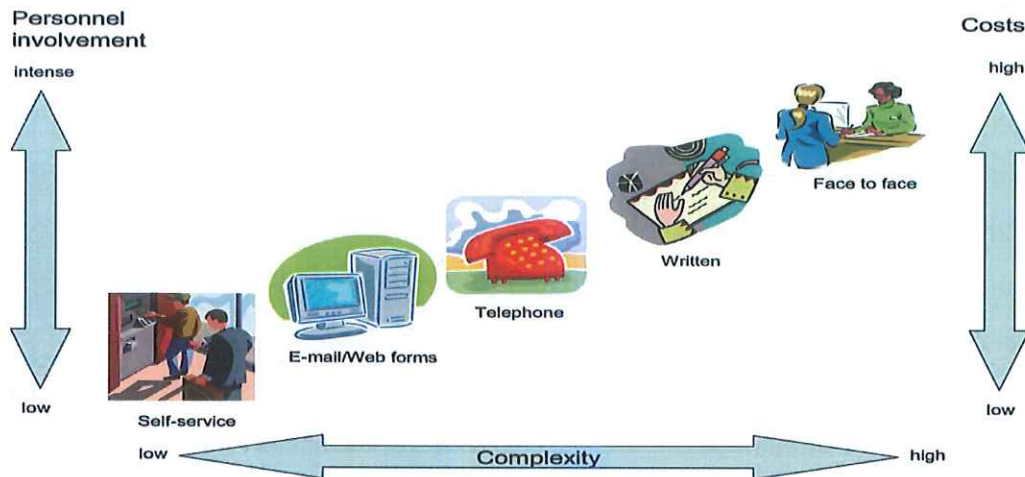 Personnel
involvement
Costs
intense
high
Face to face
Written
Telephone
E-mail/Web forms
low
low
Self-service
low
Complexity
high